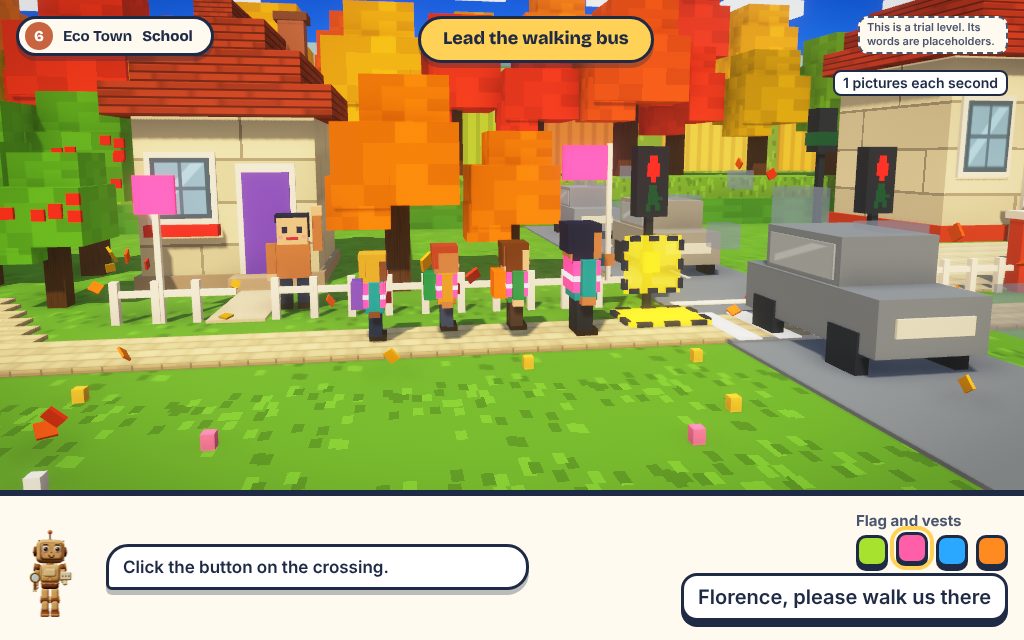 6 Eco Town School
Lead the walking bus
This is a trial level. Its
words are placeholders.
1 pictures each second
Click the button on the crossing.
Flag and vests
Florence, please walk us there